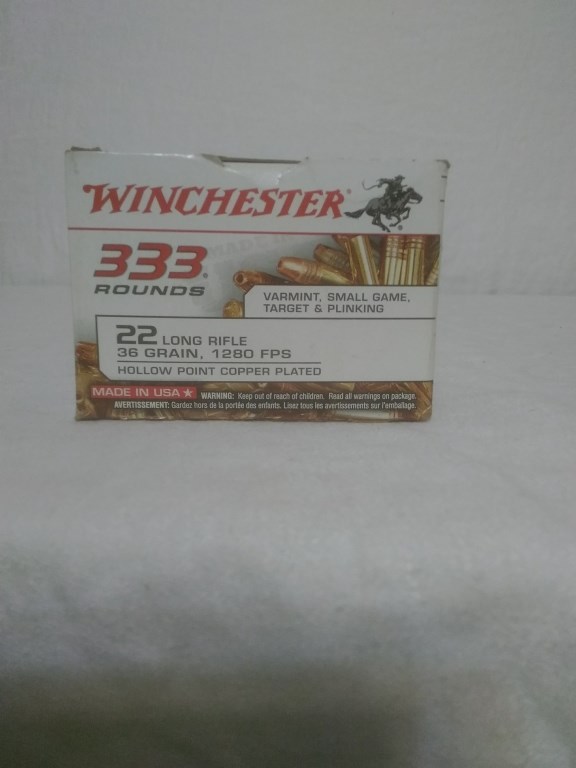 WINCHESTER®
333®
ROUNDS
VARMINT, SMALL GAME,
TARGET & PLINKING
22 LONG RIFLE
36 GRAIN, 1280 FPS
HOLLOW POINT COPPER PLATED
MADE IN USA★ WARNING: Keep out of reach of children. Read all warnings on package.
AVERTISSEMENT: Gardez hors de la portée des enfants. Lisez tous les avertissements sur l'emballage.